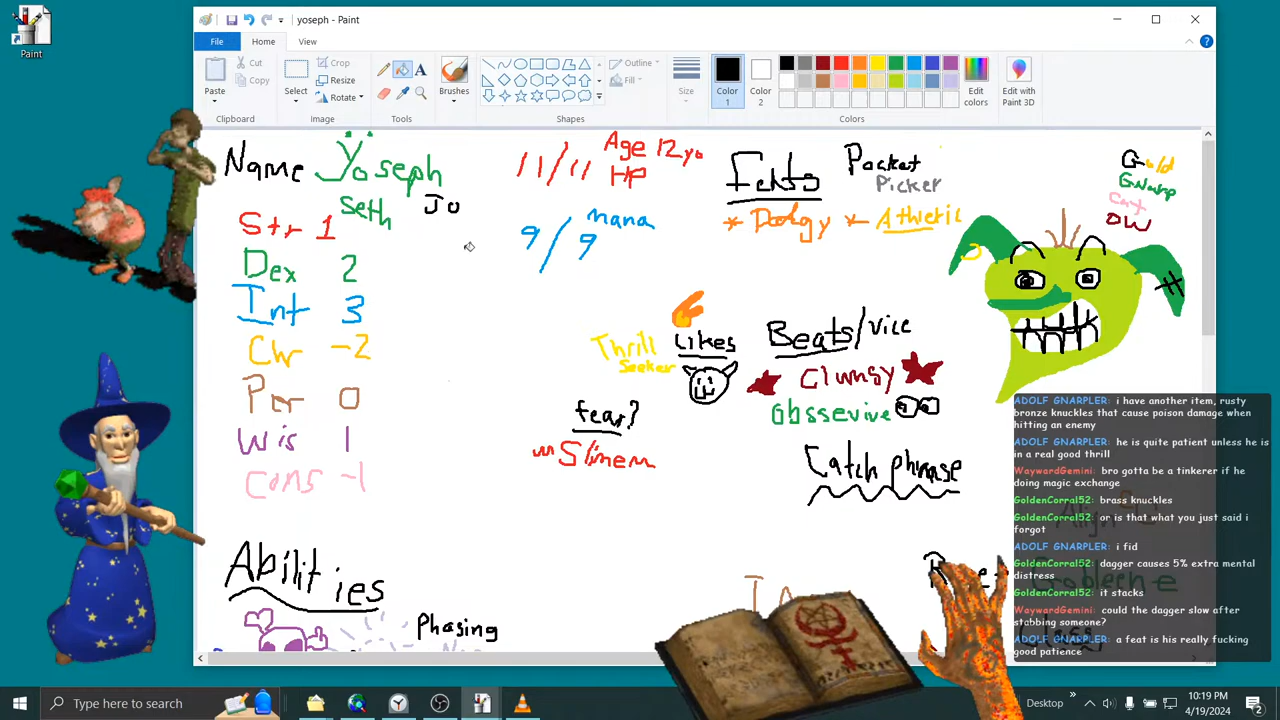 Paint
yoseph - Paint
File
Home
View
Paste
Cut
Copy
Clipboard
Select
Crop
Resize
Rotate
Image
Tools
Brushes
Shapes
Outline
Fill
Size
Color 1
Color 2
Edit colors
Edit with Paint 3D
Colors
Name Yoseph
Seth Jo
Str 1
Dex 2
Int 3
Chr -2
Per 0
Wis 1
Cons -1
Age 12 yo
11/11 HP
9/9 mana
Packet
Picker
* Dodgy * Athletic
Gold
Gnarp
Cart
OW
Thrill Seeker
Likes
Beats/vice
Clumsy
Obssevive
fear?
Slimem
Catch phrase
Abilities
Phasing
ADOLF GNARPLER: i have another item, rusty
bronze knuckles that cause poison damage when
hitting an enemy
ADOLF GNARPLER: he is quite patient unless he is
in a real good thrill
WaywardGemini: bro gotta be a tinkerer if he
doing magic exchange
GoldenCorral52: brass knuckles
GoldenCorral52: or is that what you just said i
forgot
ADOLF GNARPLER: i fid
GoldenCorral52: dagger causes 5% extra mental
distress
GoldenCorral52: it stacks
WaywardGemini: could the dagger slow after
stabbing someone?
ADOLF GNARPLER: a feat is his really fucking
good patience
Type here to search
Desktop
10:19 PM
4/19/2024
2